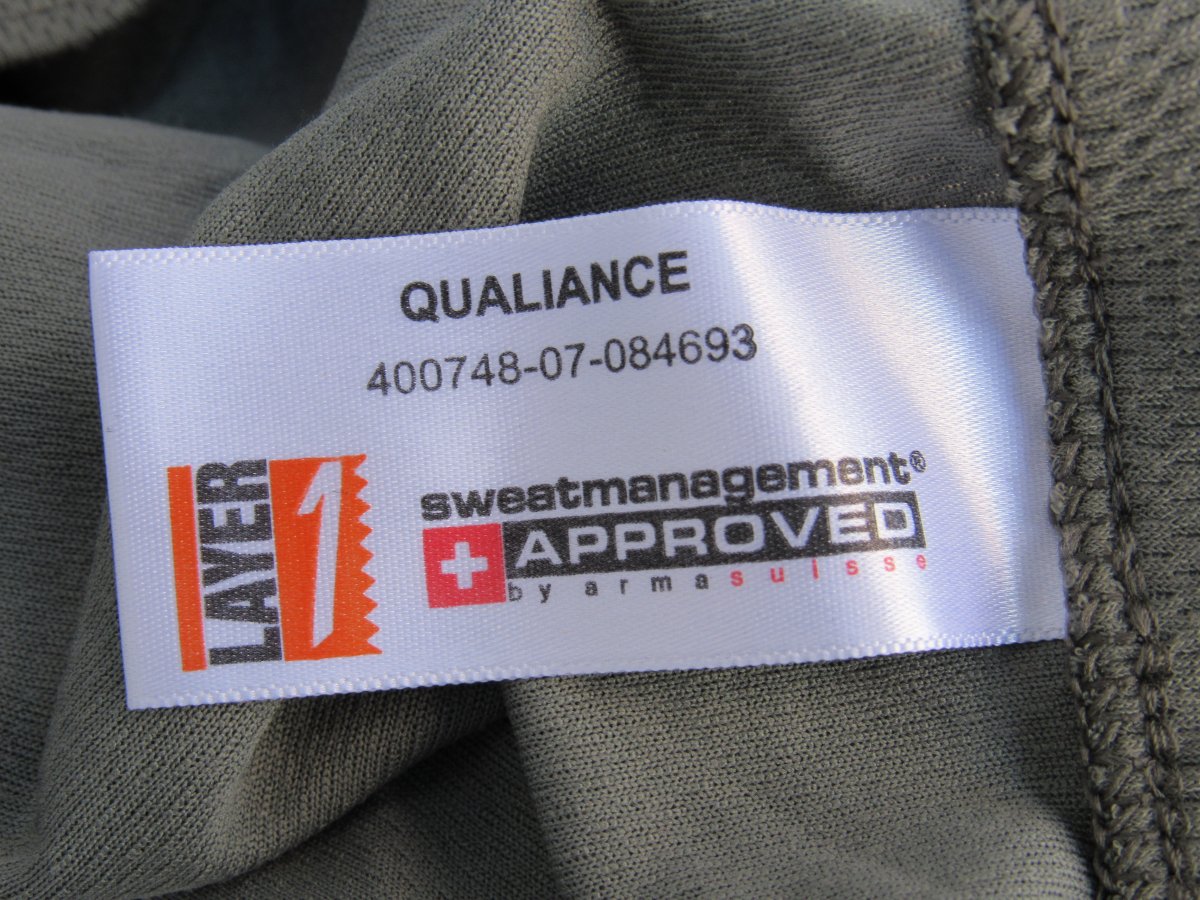 QUALIANCE
400748-07-084693
LAYER 1
sweatmanagement®
APPROVED
by armasuisse